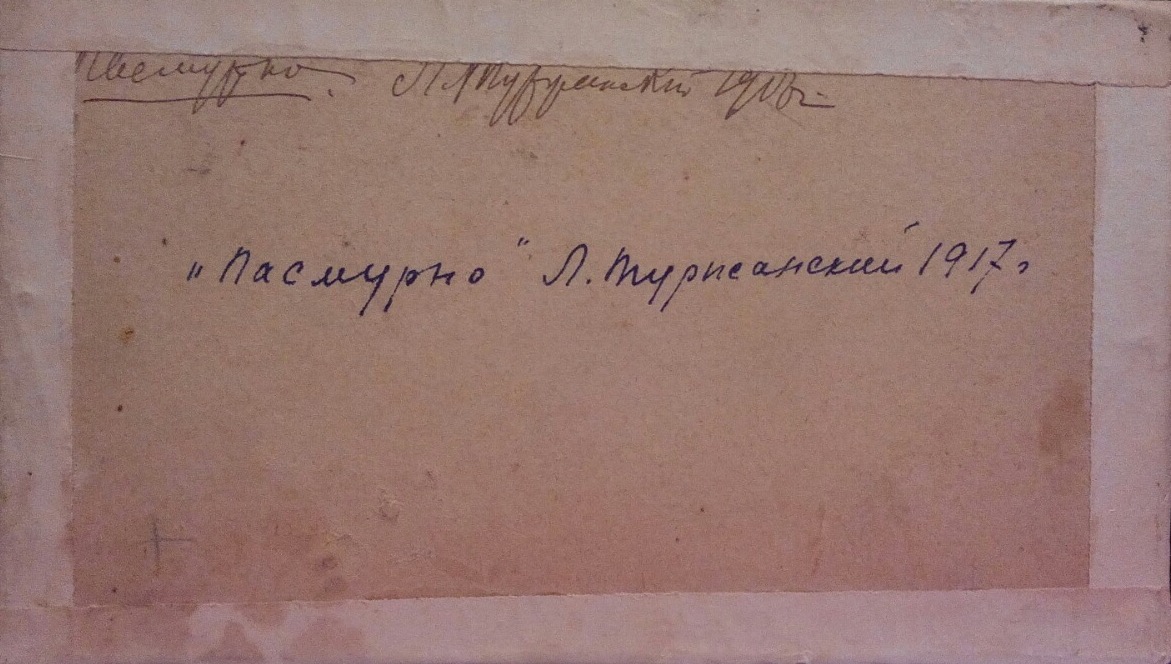 Пасмурно. Л. Туржанский
„Пасмурно" Л. Туржанский 1917 г